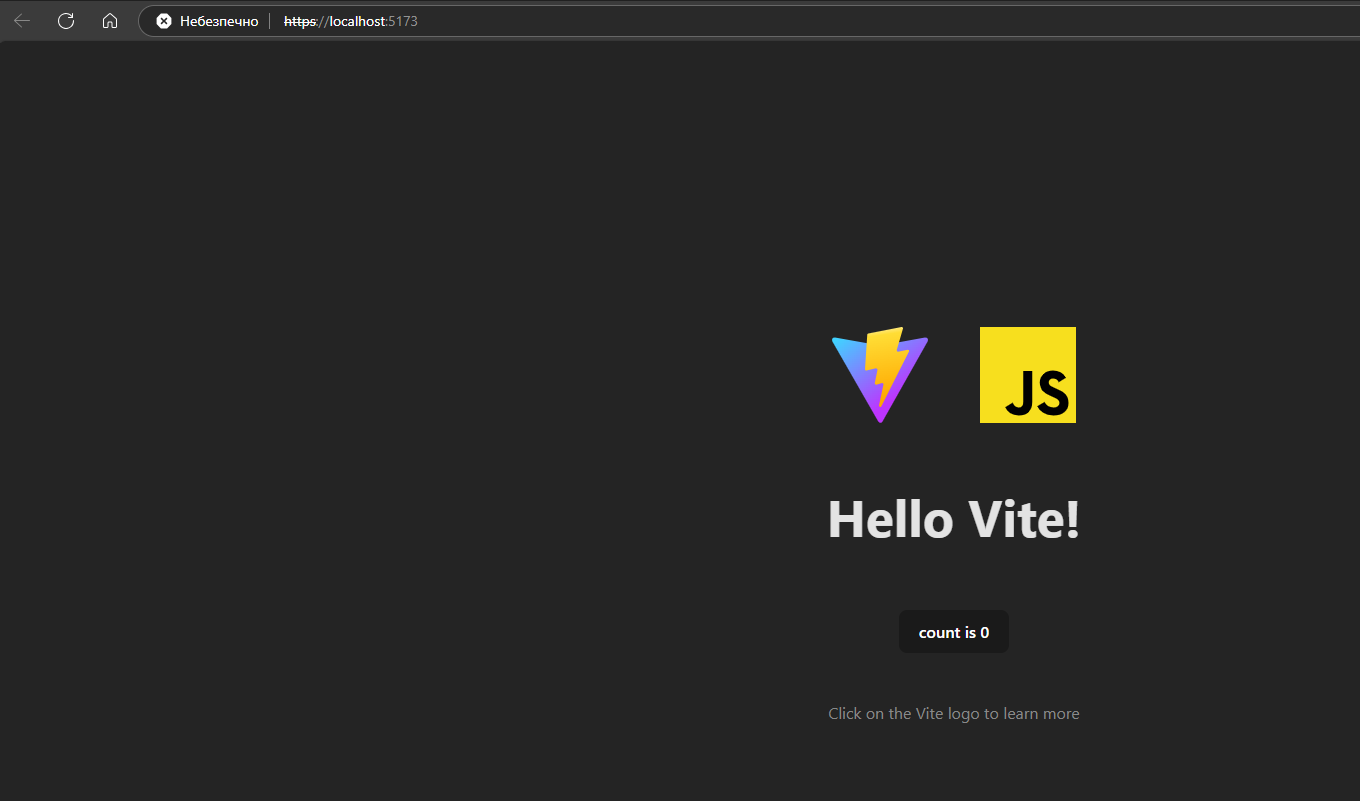 Небезпечно https://localhost:5173
JS
Hello Vite!
count is 0
Click on the Vite logo to learn more